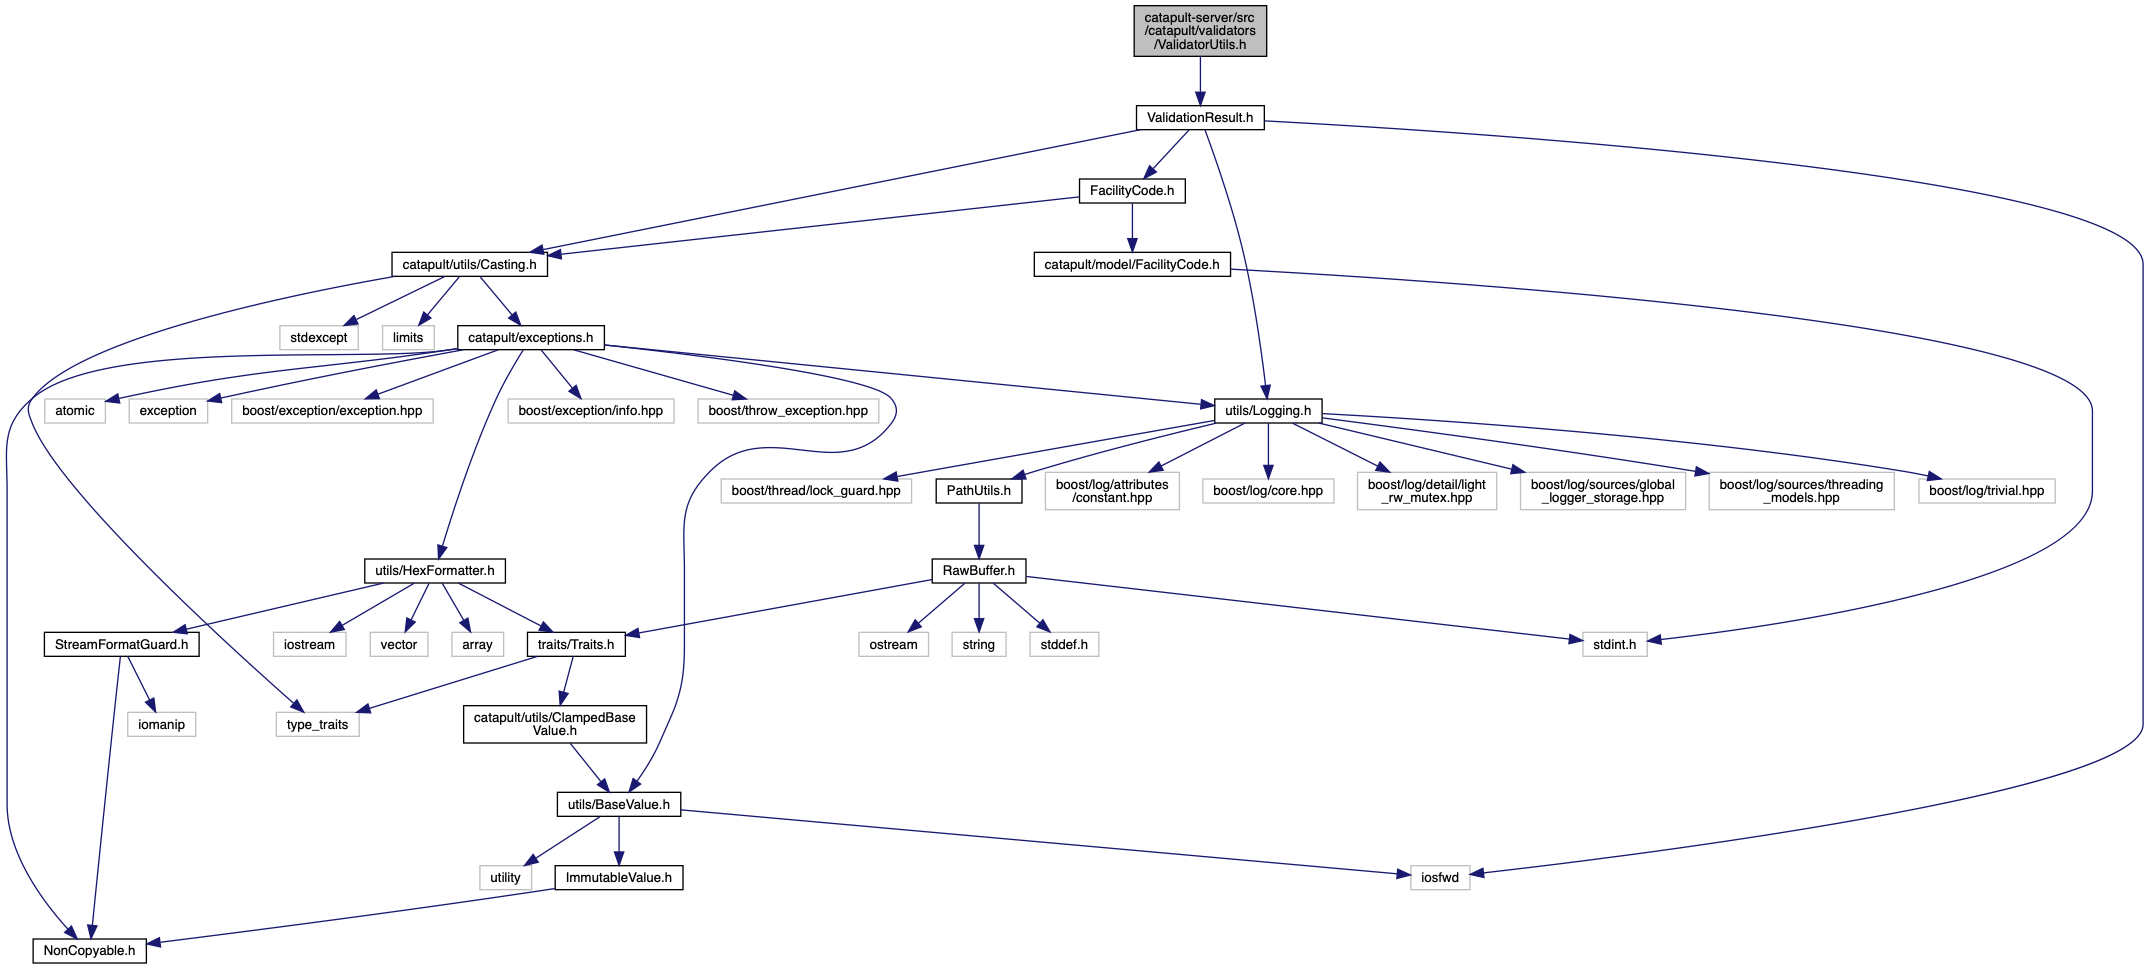 catapult-server/src
/catapult/validators
/ValidatorUtils.h
ValidationResult.h
FacilityCode.h
catapult/utils/Casting.h
catapult/model/FacilityCode.h
stdexcept
limits
catapult/exceptions.h
atomic
exception
boost/exception/exception.hpp
boost/exception/info.hpp
boost/throw_exception.hpp
utils/Logging.h
boost/thread/lock_guard.hpp
PathUtils.h
boost/log/attributes
/constant.hpp
boost/log/core.hpp
boost/log/detail/light
_rw_mutex.hpp
boost/log/sources/global
_logger_storage.hpp
boost/log/sources/threading
_models.hpp
boost/log/trivial.hpp
utils/HexFormatter.h
RawBuffer.h
StreamFormatGuard.h
iostream
vector
array
traits/Traits.h
ostream
string
stddef.h
stdint.h
iomanip
type_traits
catapult/utils/ClampedBase
Value.h
utils/BaseValue.h
utility
ImmutableValue.h
iosfwd
NonCopyable.h